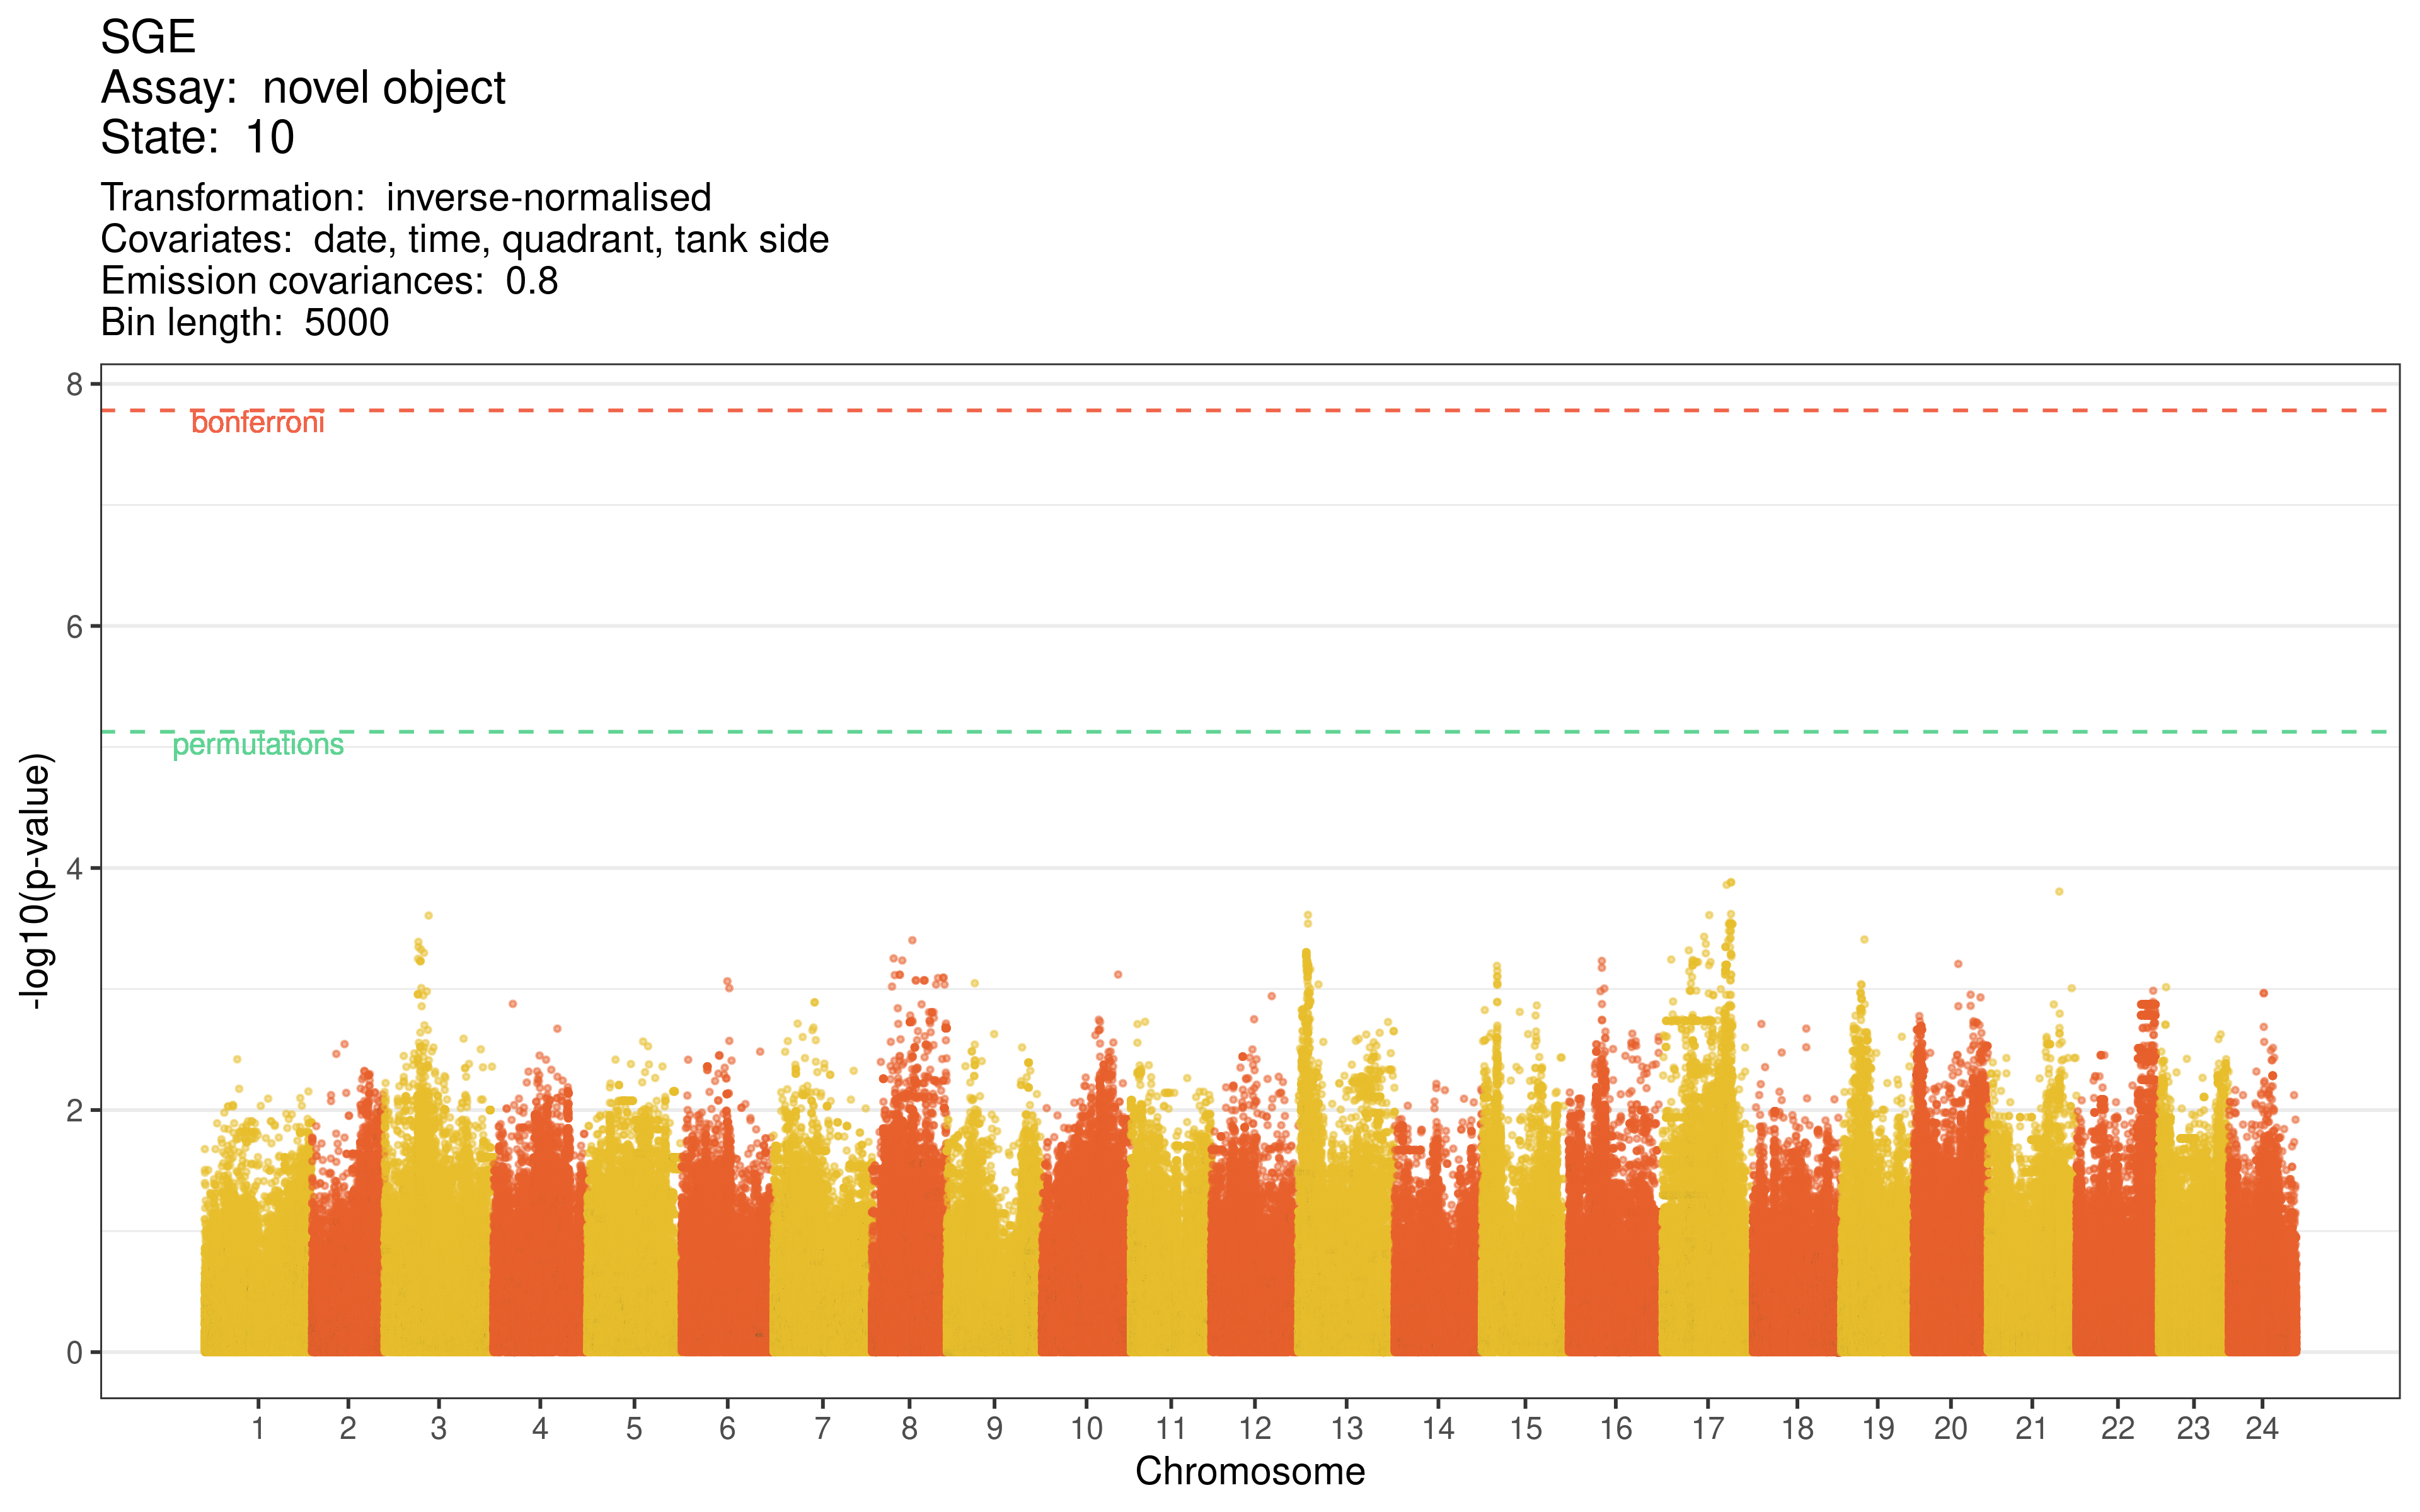 SGE
Assay:  novel object
State:  10
Transformation:  inverse-normalised
Covariates:  date, time, quadrant, tank side
Emission covariances:  0.8
Bin length:  5000
8
bonferroni
6
permutations
4
2
0
-log10(p-value)
1 2 3 4 5 6 7 8 9 10 11 12 13 14 15 16 17 18 19 20 21 22 23 24
Chromosome